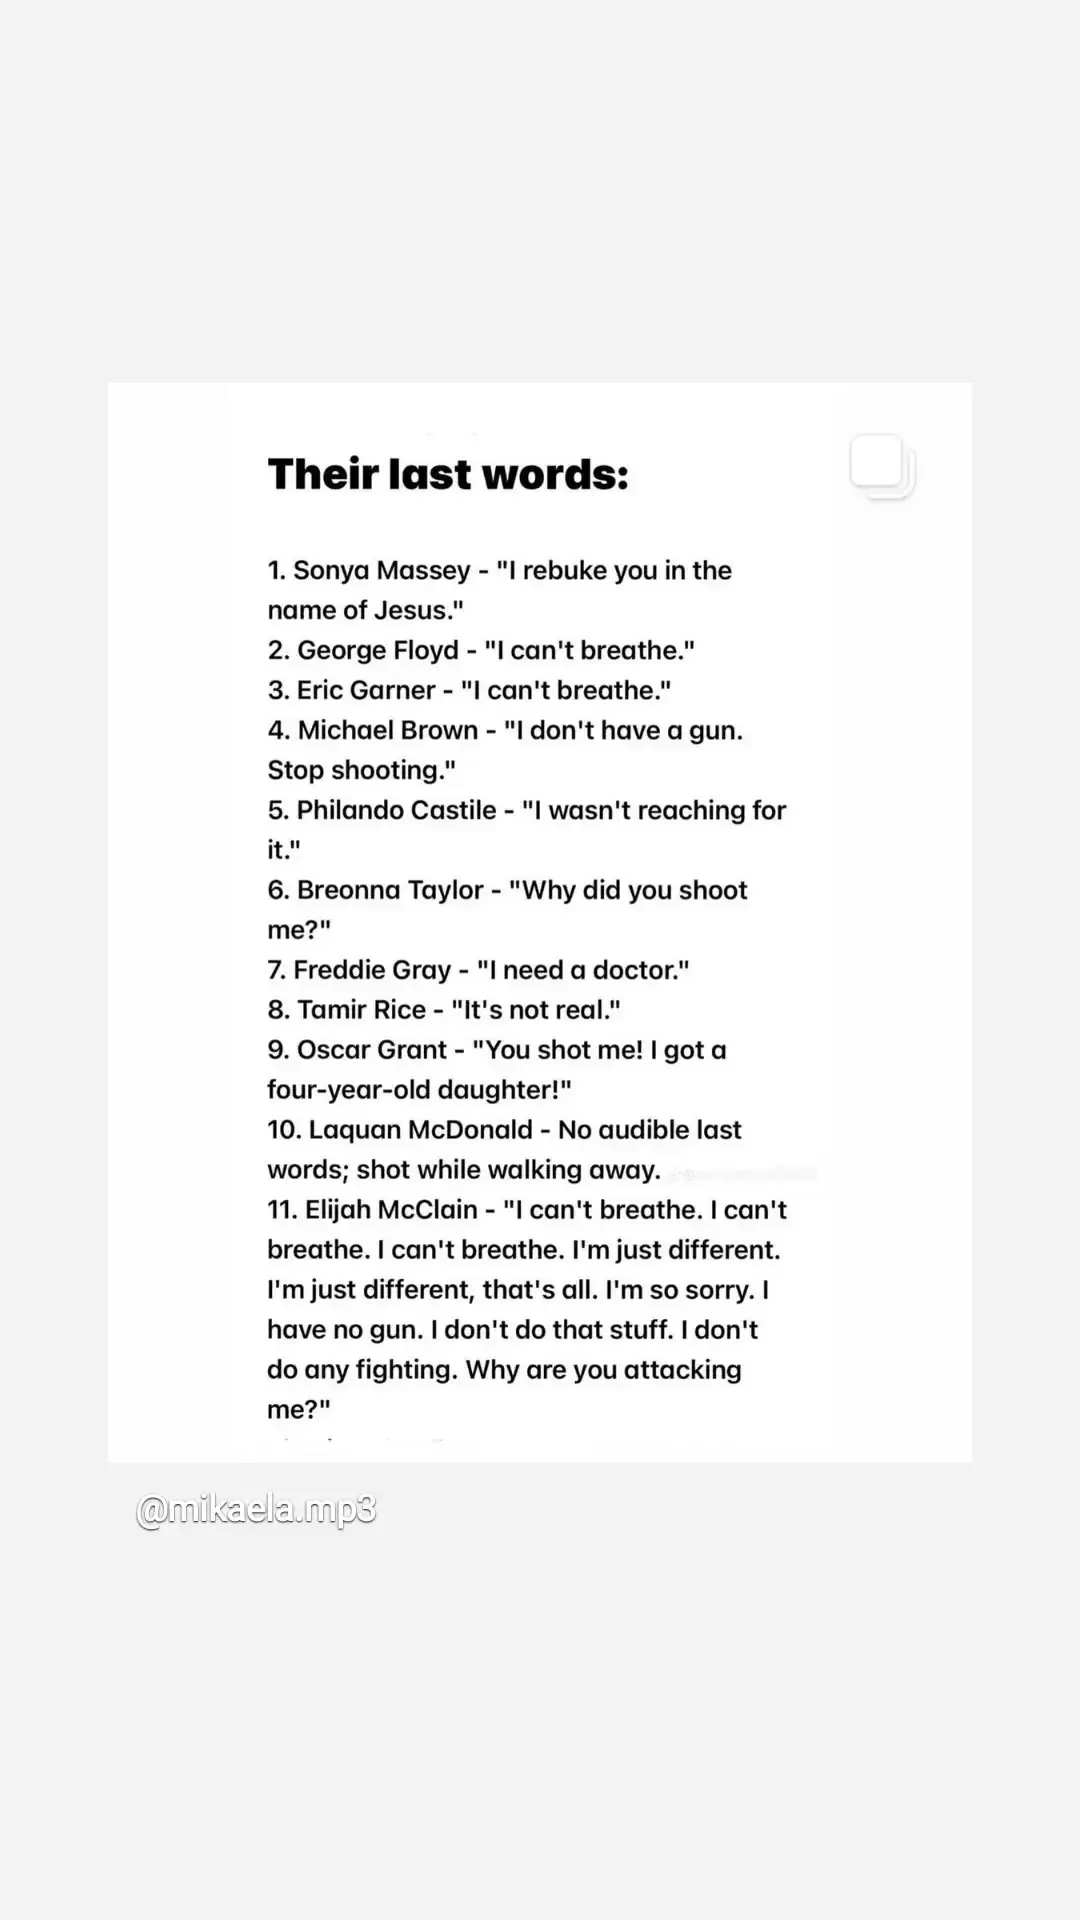 Their last words:
1. Sonya Massey - "I rebuke you in the
name of Jesus."
2. George Floyd - "I can't breathe."
3. Eric Garner - "I can't breathe."
4. Michael Brown - "I don't have a gun.
Stop shooting."
5. Philando Castile - "I wasn't reaching for
it."
6. Breonna Taylor - "Why did you shoot
me?"
7. Freddie Gray - "I need a doctor."
8. Tamir Rice - "It's not real."
9. Oscar Grant - "You shot me! I got a
four-year-old daughter!"
10. Laquan McDonald - No audible last
words; shot while walking away.
11. Elijah McClain - "I can't breathe. I can't
breathe. I can't breathe. I'm just different.
I'm just different, that's all. I'm so sorry. I
have no gun. I don't do that stuff. I don't
do any fighting. Why are you attacking
me?"
@mikaela.mp3